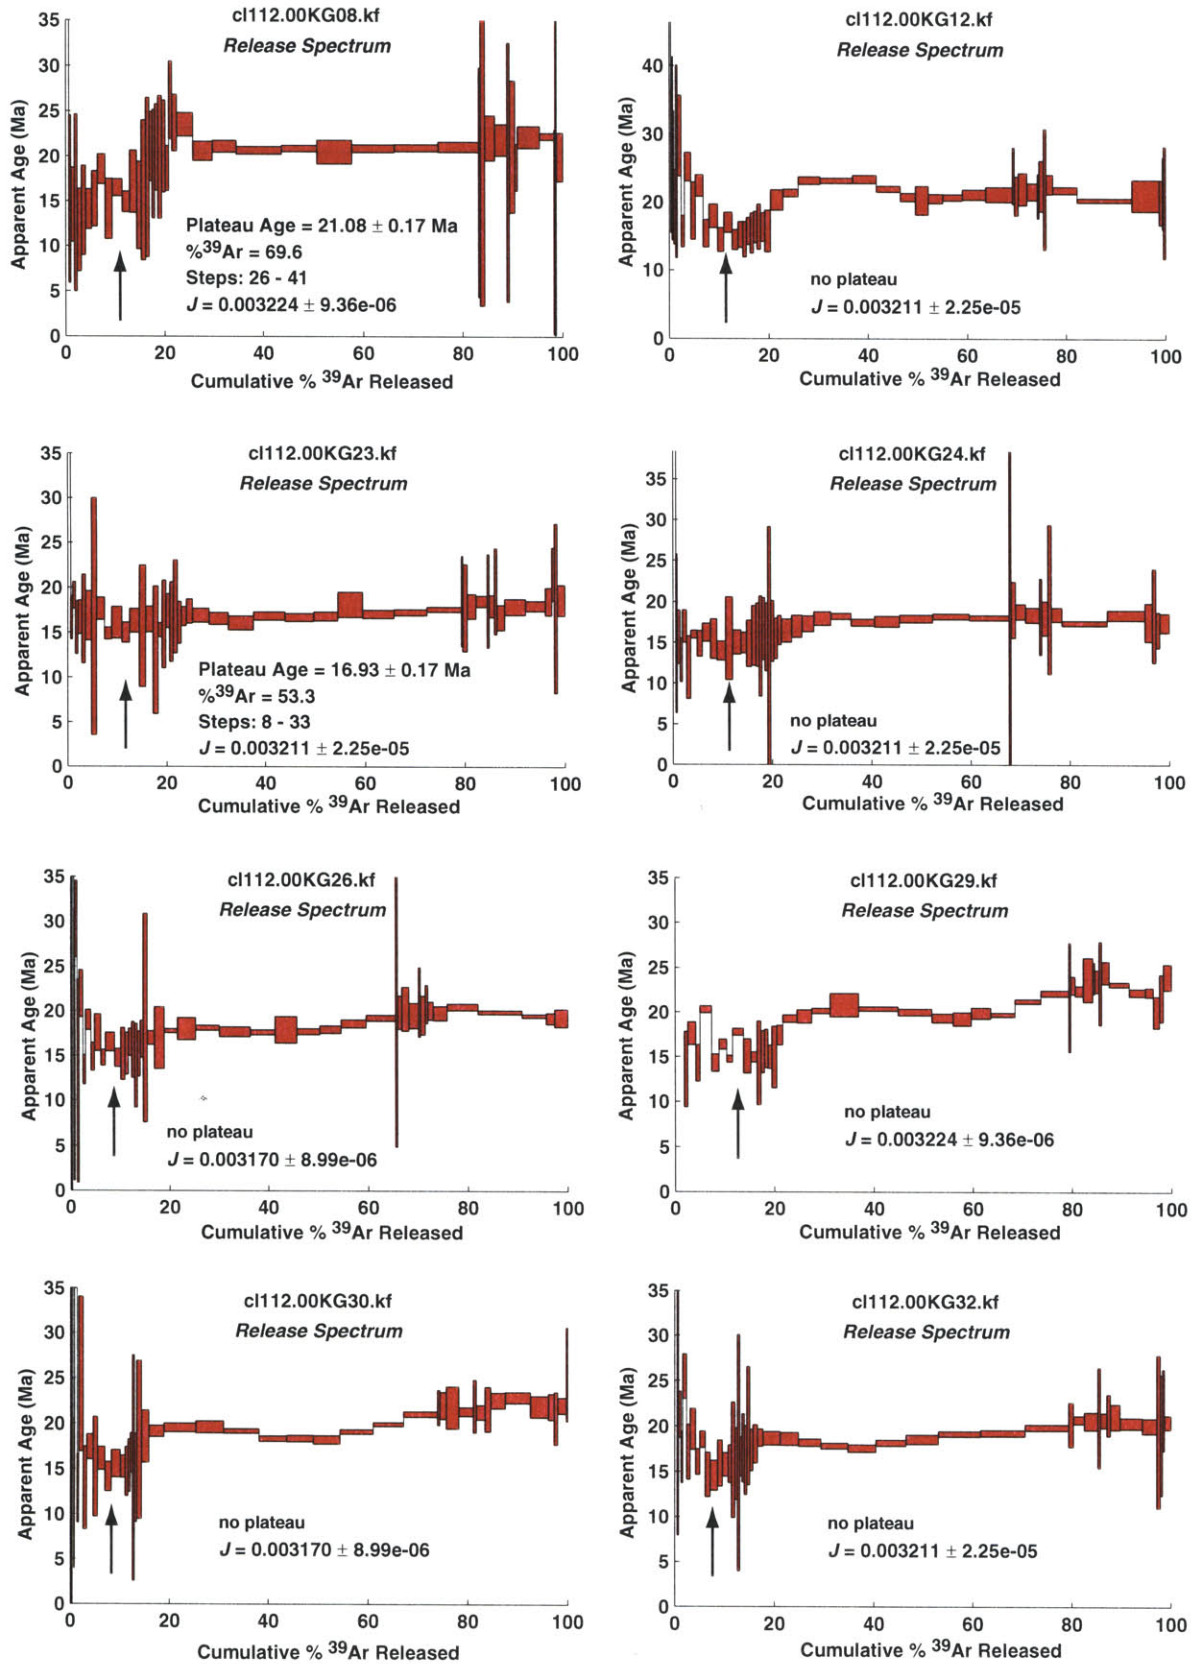 cl112.00KG08.kf
Release Spectrum
35
30
25
20
15
10
5
0
Apparent Age (Ma)
Plateau Age = 21.08 ± 0.17 Ma
%39Ar = 69.6
Steps: 26 - 41
J = 0.003224 ± 9.36e-06
0 20 40 60 80 100
Cumulative % 39Ar Released
cl112.00KG12.kf
Release Spectrum
40
30
20
10
0
Apparent Age (Ma)
no plateau
J = 0.003211 ± 2.25e-05
0 20 40 60 80 100
Cumulative % 39Ar Released
cl112.00KG23.kf
Release Spectrum
35
30
25
20
15
10
5
0
Apparent Age (Ma)
Plateau Age = 16.93 ± 0.17 Ma
%39Ar = 53.3
Steps: 8 - 33
J = 0.003211 ± 2.25e-05
0 20 40 60 80 100
Cumulative % 39Ar Released
cl112.00KG24.kf
Release Spectrum
35
30
25
20
15
10
5
0
Apparent Age (Ma)
no plateau
J = 0.003211 ± 2.25e-05
0 20 40 60 80 100
Cumulative % 39Ar Released
cl112.00KG26.kf
Release Spectrum
35
30
25
20
15
10
5
0
Apparent Age (Ma)
no plateau
J = 0.003170 ± 8.99e-06
0 20 40 60 80 100
Cumulative % 39Ar Released
cl112.00KG29.kf
Release Spectrum
35
30
25
20
15
10
5
0
Apparent Age (Ma)
no plateau
J = 0.003224 ± 9.36e-06
0 20 40 60 80 100
Cumulative % 39Ar Released
cl112.00KG30.kf
Release Spectrum
35
30
25
20
15
10
5
0
Apparent Age (Ma)
no plateau
J = 0.003170 ± 8.99e-06
0 20 40 60 80 100
Cumulative % 39Ar Released
cl112.00KG32.kf
Release Spectrum
35
30
25
20
15
10
5
0
Apparent Age (Ma)
no plateau
J = 0.003211 ± 2.25e-05
0 20 40 60 80 100
Cumulative % 39Ar Released